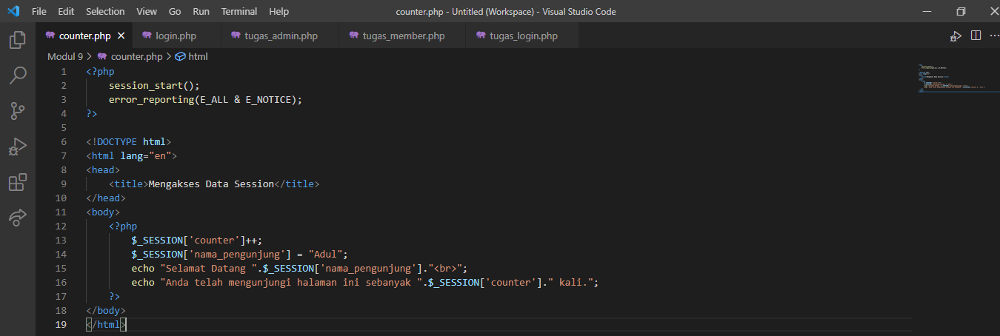 File Edit Selection View Go Run Terminal Help counter.php - Untitled (Workspace) - Visual Studio Code
counter.php login.php tugas_admin.php tugas_member.php tugas_login.php
Modul 9 > counter.php > html
1 <?php
2 session_start();
3 error_reporting(E_ALL & E_NOTICE);
4 ?>
5
6 <!DOCTYPE html>
7 <html lang="en">
8 <head>
9 <title>Mengakses Data Session</title>
10 </head>
11 <body>
12 <?php
13 $_SESSION['counter']++;
14 $_SESSION['nama_pengunjung'] = "Adul";
15 echo "Selamat Datang ".$_SESSION['nama_pengunjung']."<br>";
16 echo "Anda telah mengunjungi halaman ini sebanyak ".$_SESSION['counter']." kali.";
17 ?>
18 </body>
19 </html>